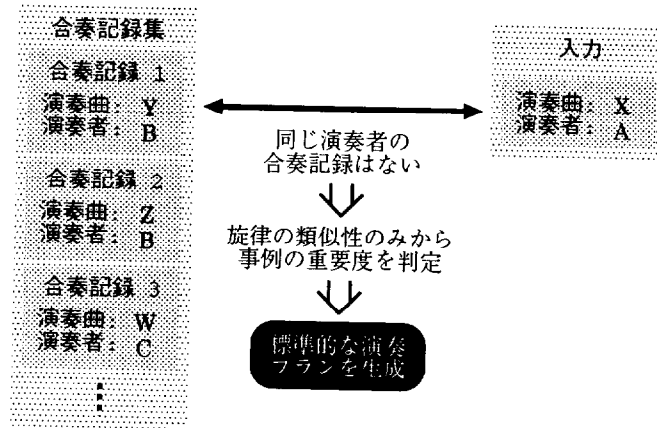 合奏記録集
合奏記録 1
演奏曲: Y
演奏者: B
合奏記録 2
演奏曲: Z
演奏者: B
合奏記録 3
演奏曲: W
演奏者: C
同じ演奏者の
合奏記録はない
旋律の類似性のみから
事例の重要度を判定
標準的な演奏
プランを生成
入力
演奏曲: X
演奏者: A